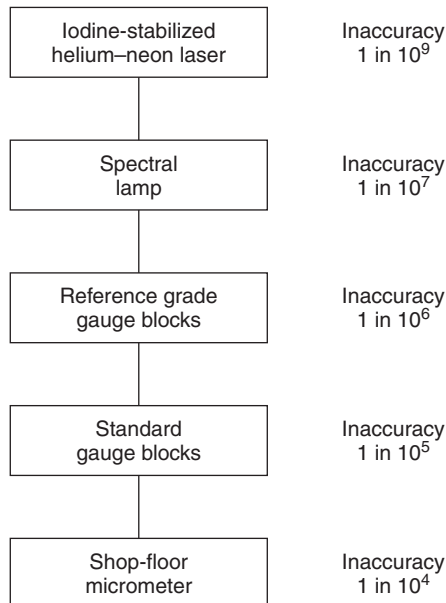 Iodine-stabilized
helium–neon laser
Inaccuracy
1 in 10⁹
Spectral
lamp
Inaccuracy
1 in 10⁷
Reference grade
gauge blocks
Inaccuracy
1 in 10⁶
Standard
gauge blocks
Inaccuracy
1 in 10⁵
Shop-floor
micrometer
Inaccuracy
1 in 10⁴